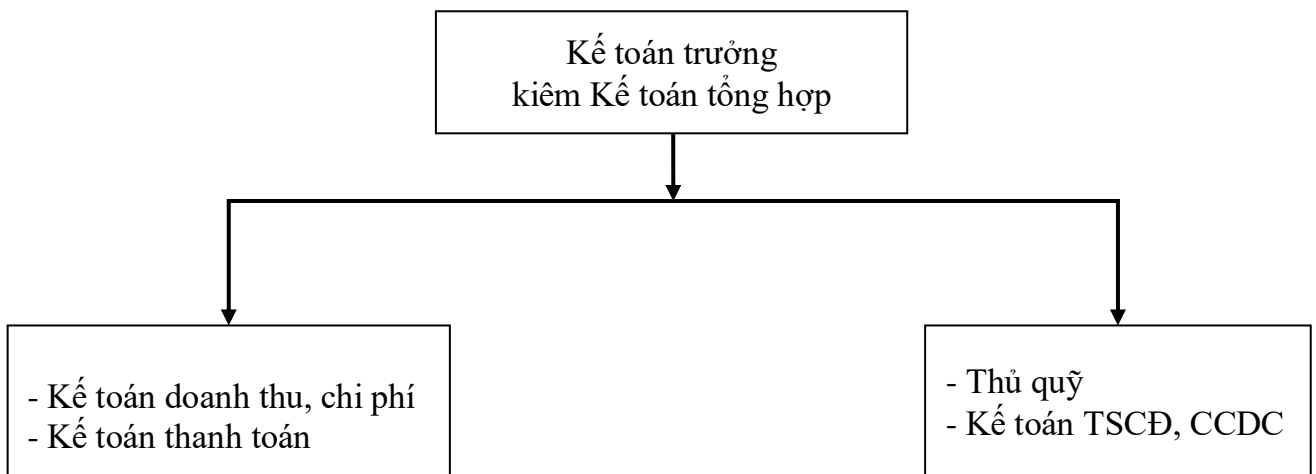 Kế toán trưởng
kiêm Kế toán tổng hợp
- Kế toán doanh thu, chi phí
- Kế toán thanh toán
- Thủ quỹ
- Kế toán TSCĐ, CCDC